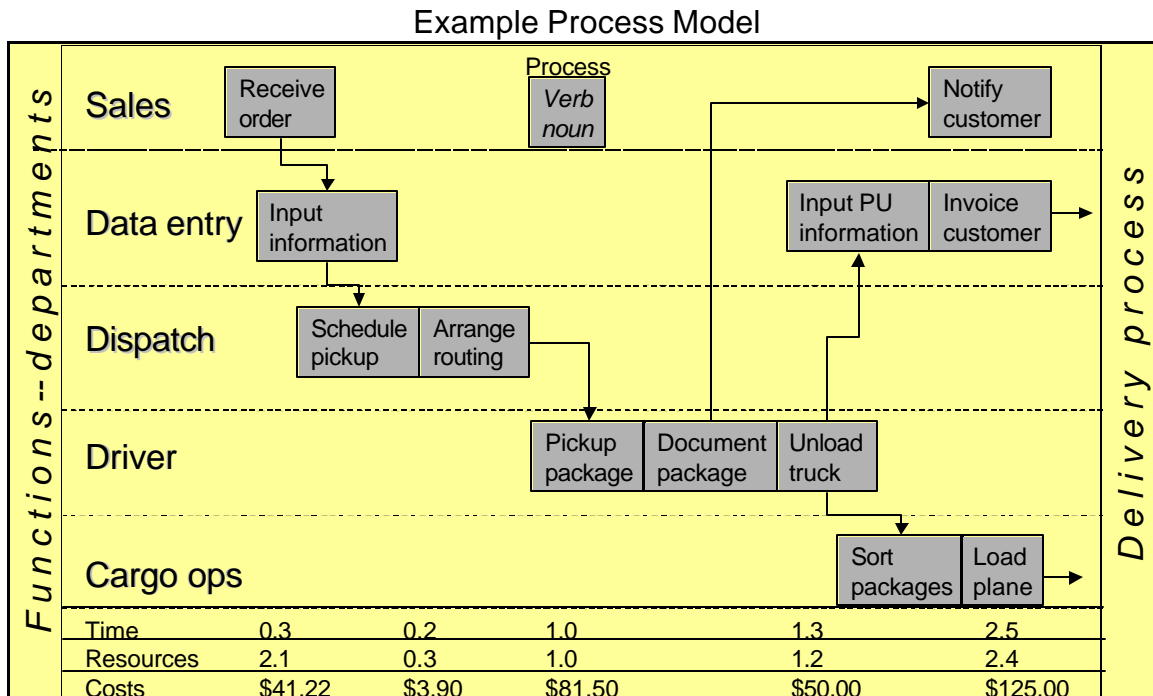 Example Process Model
Functions--departments
Process
Sales
Receive
order
Verb
noun
Notify
customer
Data entry
Input
information
Input PU
information
Invoice
customer
Dispatch
Schedule
pickup
Arrange
routing
Driver
Pickup
package
Document
package
Unload
truck
Cargo ops
Sort
packages
Load
plane
Delivery process
Time 0.3 0.2 1.0 1.3 2.5
Resources 2.1 0.3 1.0 1.2 2.4
Costs $41.22 $3.90 $81.50 $50.00 $125.00